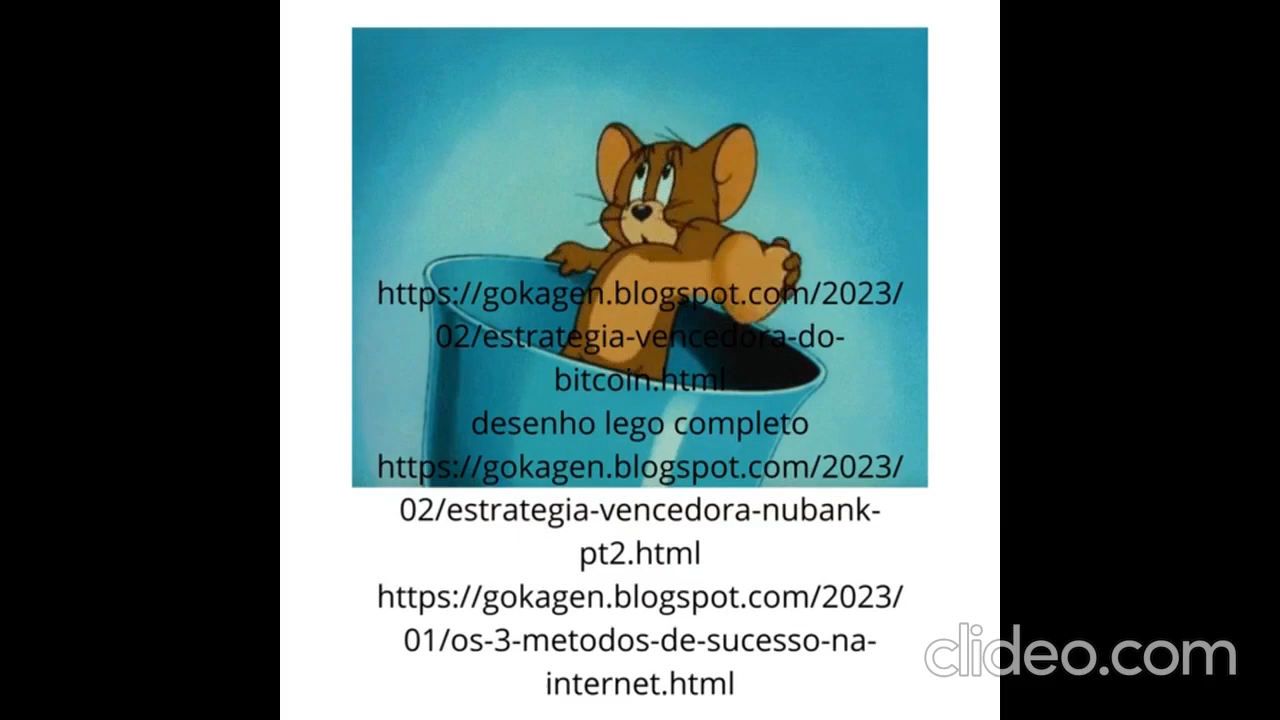 https://gokagen.blogspot.com/2023/
02/estrategia-vencedora-do-
bitcoin.html
desenho lego completo
https://gokagen.blogspot.com/2023/
02/estrategia-vencedora-nubank-
pt2.html
https://gokagen.blogspot.com/2023/
01/os-3-metodos-de-sucesso-na-
internet.html
clideo.com